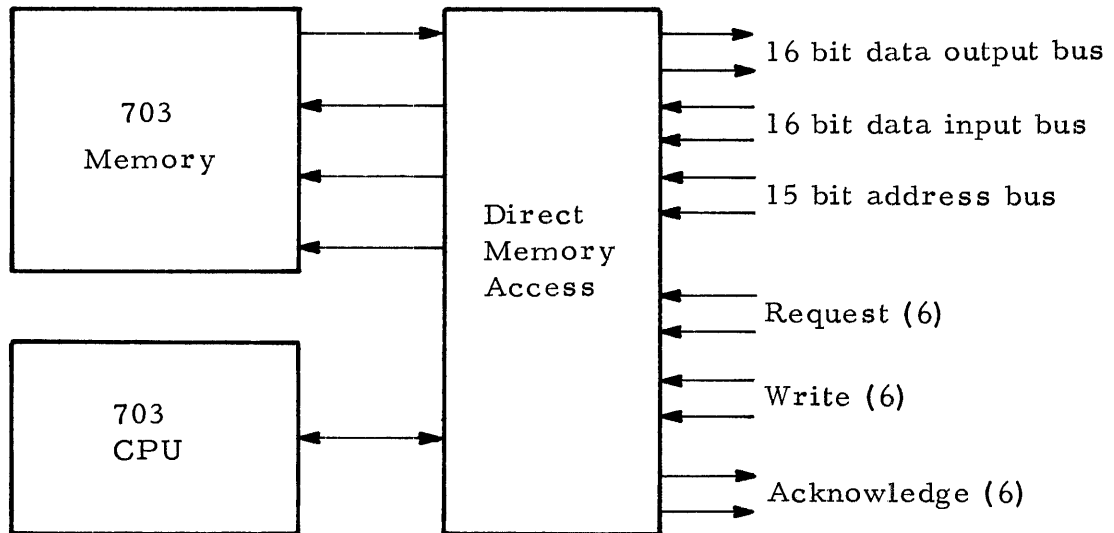 703
Memory
703
CPU
Direct
Memory
Access
16 bit data output bus
16 bit data input bus
15 bit address bus
Request (6)
Write (6)
Acknowledge (6)